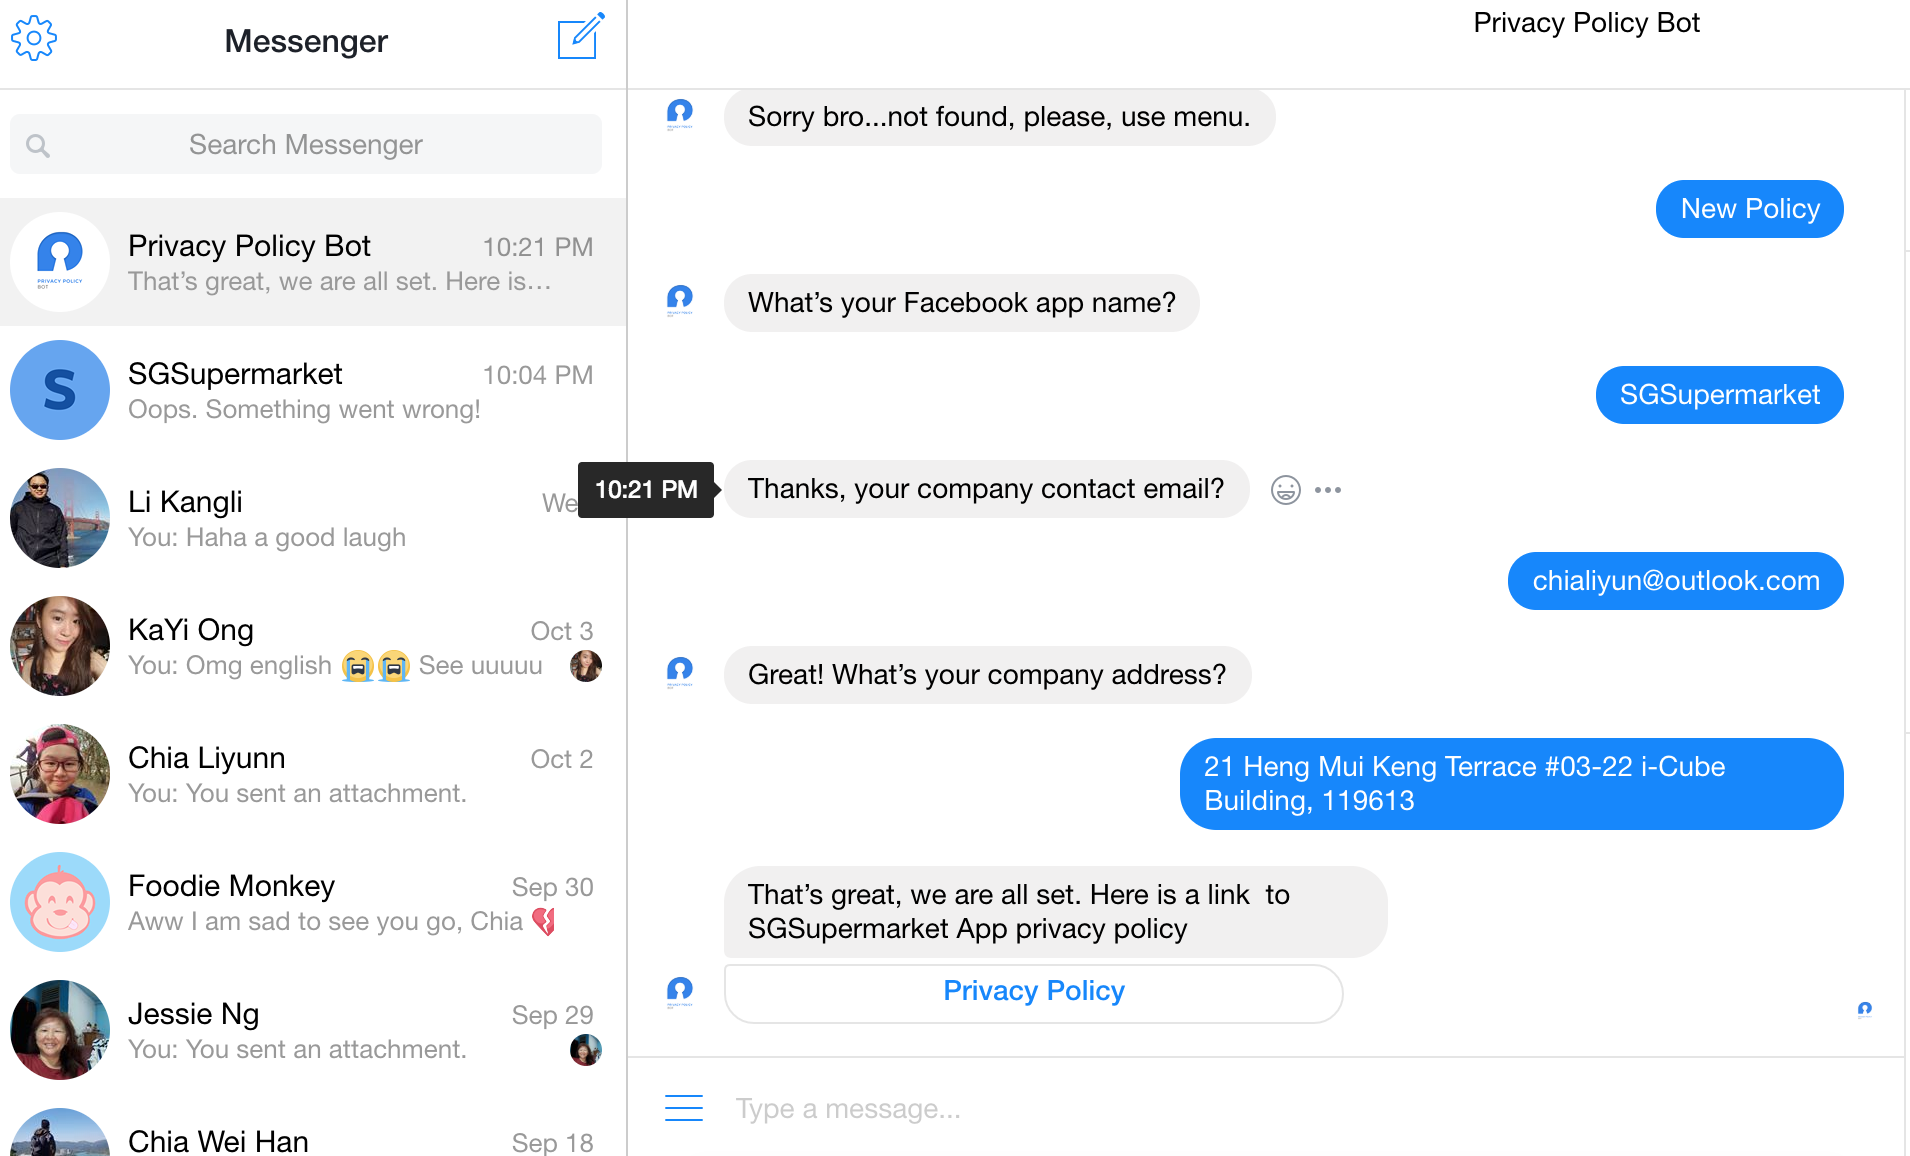 Messenger
Search Messenger
Privacy Policy Bot
10:21 PM
That’s great, we are all set. Here is…
PRIVACY POLICY
BOT
SGSupermarket
10:04 PM
Oops. Something went wrong!
S
Li Kangli
You: Haha a good laugh
KaYi Ong
Oct 3
You: Omg english 😭😭 See uuuuu
Chia Liyunn
Oct 2
You: You sent an attachment.
Foodie Monkey
Sep 30
Aww I am sad to see you go, Chia 💔
Jessie Ng
Sep 29
You: You sent an attachment.
Chia Wei Han
Sep 18
Privacy Policy Bot
Sorry bro...not found, please, use menu.
New Policy
What’s your Facebook app name?
SGSupermarket
10:21 PM
Thanks, your company contact email?
chialiyun@outlook.com
Great! What’s your company address?
21 Heng Mui Keng Terrace #03-22 i-Cube
Building, 119613
That’s great, we are all set. Here is a link  to
SGSupermarket App privacy policy
Privacy Policy
Type a message...